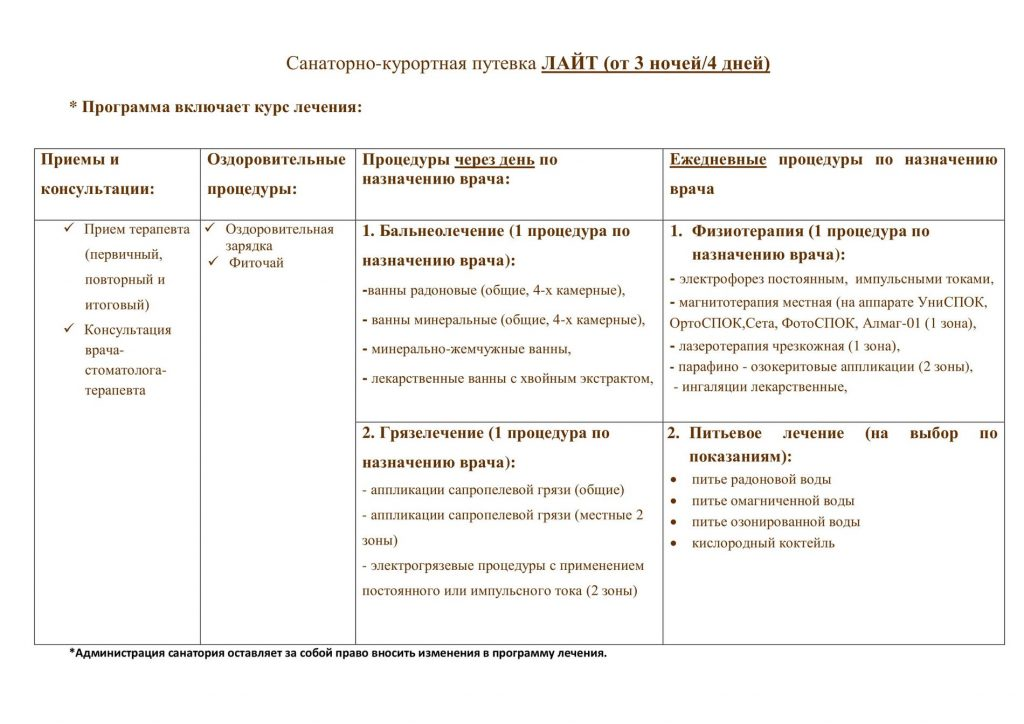 Санаторно-курортная путевка ЛАЙТ (от 3 ночей/4 дней)
* Программа включает курс лечения:
Приемы и
консультации:
Оздоровительные
процедуры:
Процедуры через день по
назначению врача:
Ежедневные процедуры по назначению
врача
✓ Прием терапевта
(первичный,
повторный и
итоговый)
✓ Консультация
врача-
стоматолога-
терапевта
✓ Оздоровительная
зарядка
✓ Фиточай
1. Бальнеолечение (1 процедура по
назначению врача):
-ванны радоновые (общие, 4-х камерные),
- ванны минеральные (общие, 4-х камерные),
- минерально-жемчужные ванны,
- лекарственные ванны с хвойным экстрактом,
1. Физиотерапия (1 процедура по
назначению врача):
- электрофорез постоянным, импульсными токами,
- магнитотерапия местная (на аппарате УниСПОК,
ОртоСПОК,Сета, ФотоСПОК, Алмаг-01 (1 зона),
- лазеротерапия чрезкожная (1 зона),
- парафино - озокеритовые аппликации (2 зоны),
- ингаляции лекарственные,
2. Грязелечение (1 процедура по
назначению врача):
- аппликации сапропелевой грязи (общие)
- аппликации сапропелевой грязи (местные 2
зоны)
- электрогрязевые процедуры с применением
постоянного или импульсного тока (2 зоны)
2. Питьевое лечение (на выбор по
показаниям):
• питье радоновой воды
• питье омагниченной воды
• питье озонированной воды
• кислородный коктейль
*Администрация санатория оставляет за собой право вносить изменения в программу лечения.